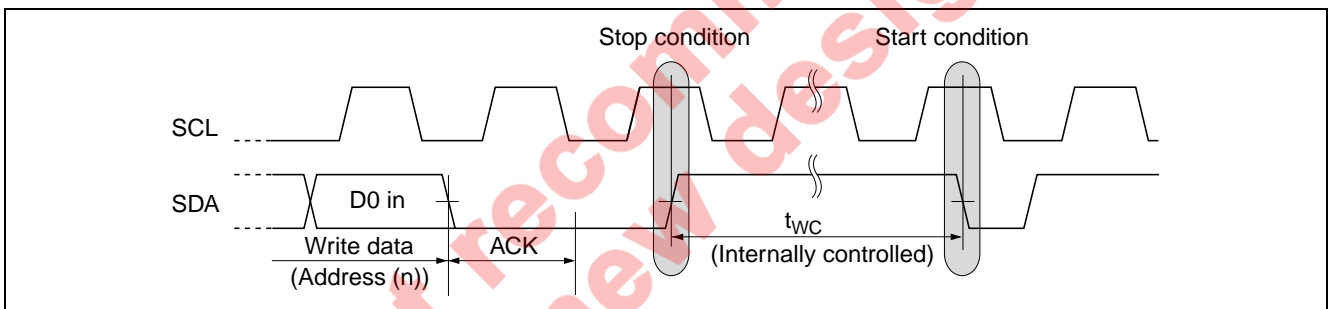 Stop condition
Start condition
SCL
SDA
D0 in
Write data
(Address (n))
ACK
tWC
(Internally controlled)